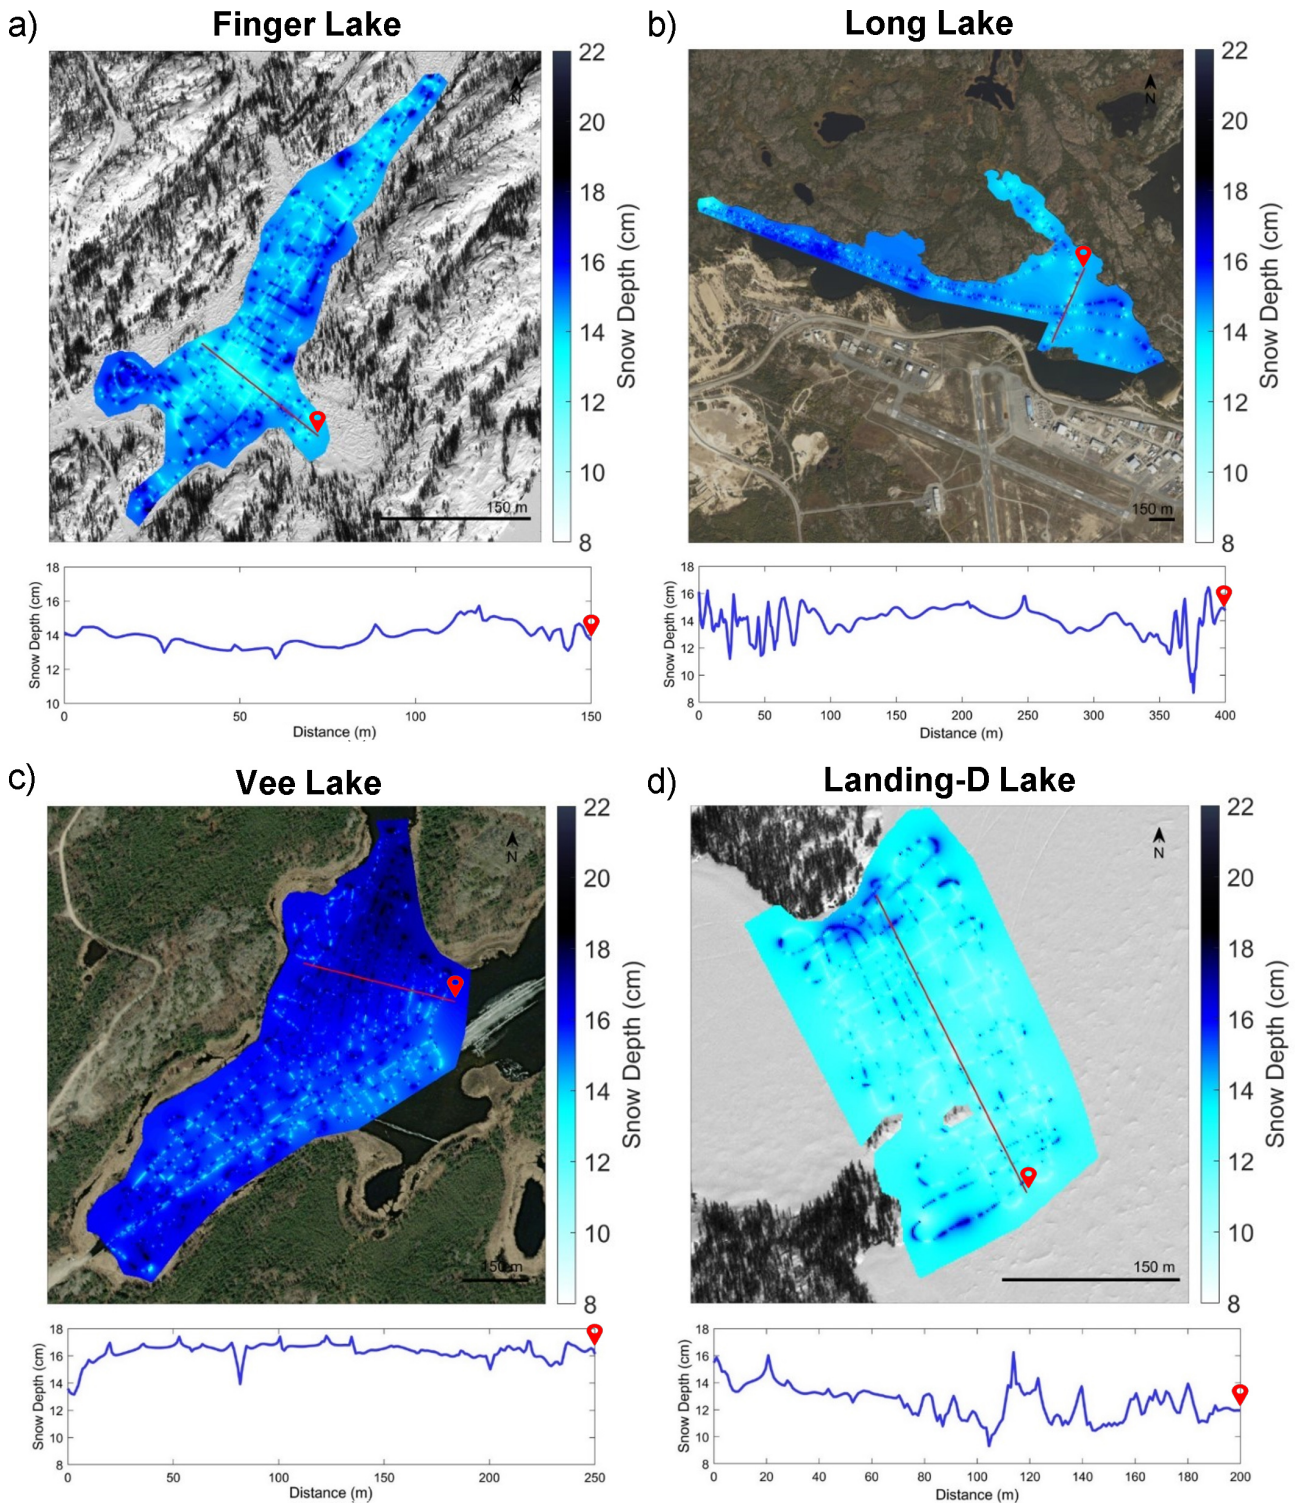 a) Finger Lake
N
150 m
22
20
18
16
14
12
10
8
Snow Depth (cm)
18
16
14
12
10
Snow Depth (cm)
0 50 100 150
Distance (m)
b) Long Lake
N
150 m
22
20
18
16
14
12
10
8
Snow Depth (cm)
18
16
14
12
10
8
Snow Depth (cm)
0 50 100 150 200 250 300 350 400
Distance (m)
c) Vee Lake
N
150 m
22
20
18
16
14
12
10
8
Snow Depth (cm)
18
16
14
12
10
8
Snow Depth (cm)
0 50 100 150 200 250
Distance (m)
d) Landing-D Lake
N
150 m
22
20
18
16
14
12
10
8
Snow Depth (cm)
18
16
14
12
10
8
Snow Depth (cm)
0 20 40 60 80 100 120 140 160 180 200
Distance (m)